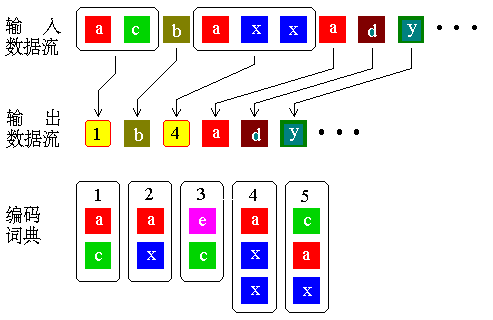 输 入 a c b a x x a d y ···
数据流
输 出 1 b 4 a d y ···
数据流
1 2 3 4 5
编码 a a e a c
词典 c x c x a
x x